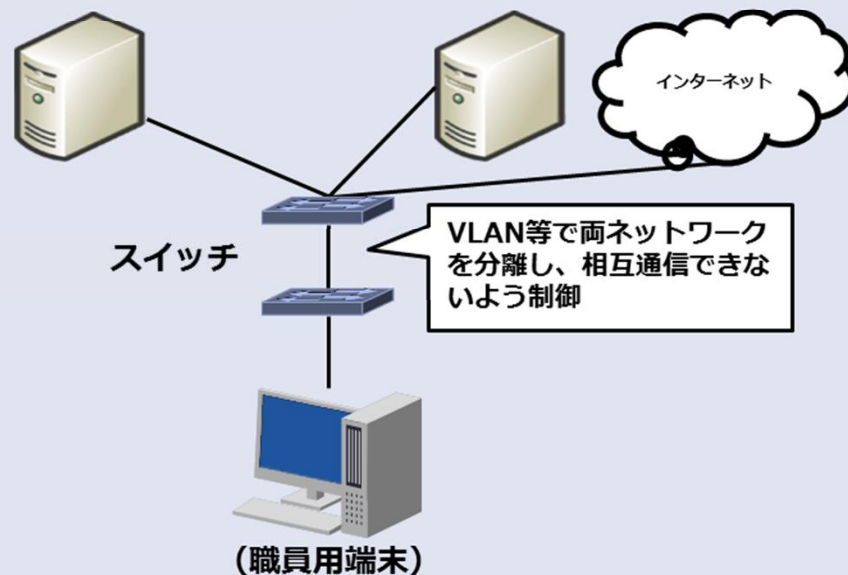 インターネット
VLAN等で両ネットワーク
を分離し、相互通信できな
いよう制御
スイッチ
(職員用端末)